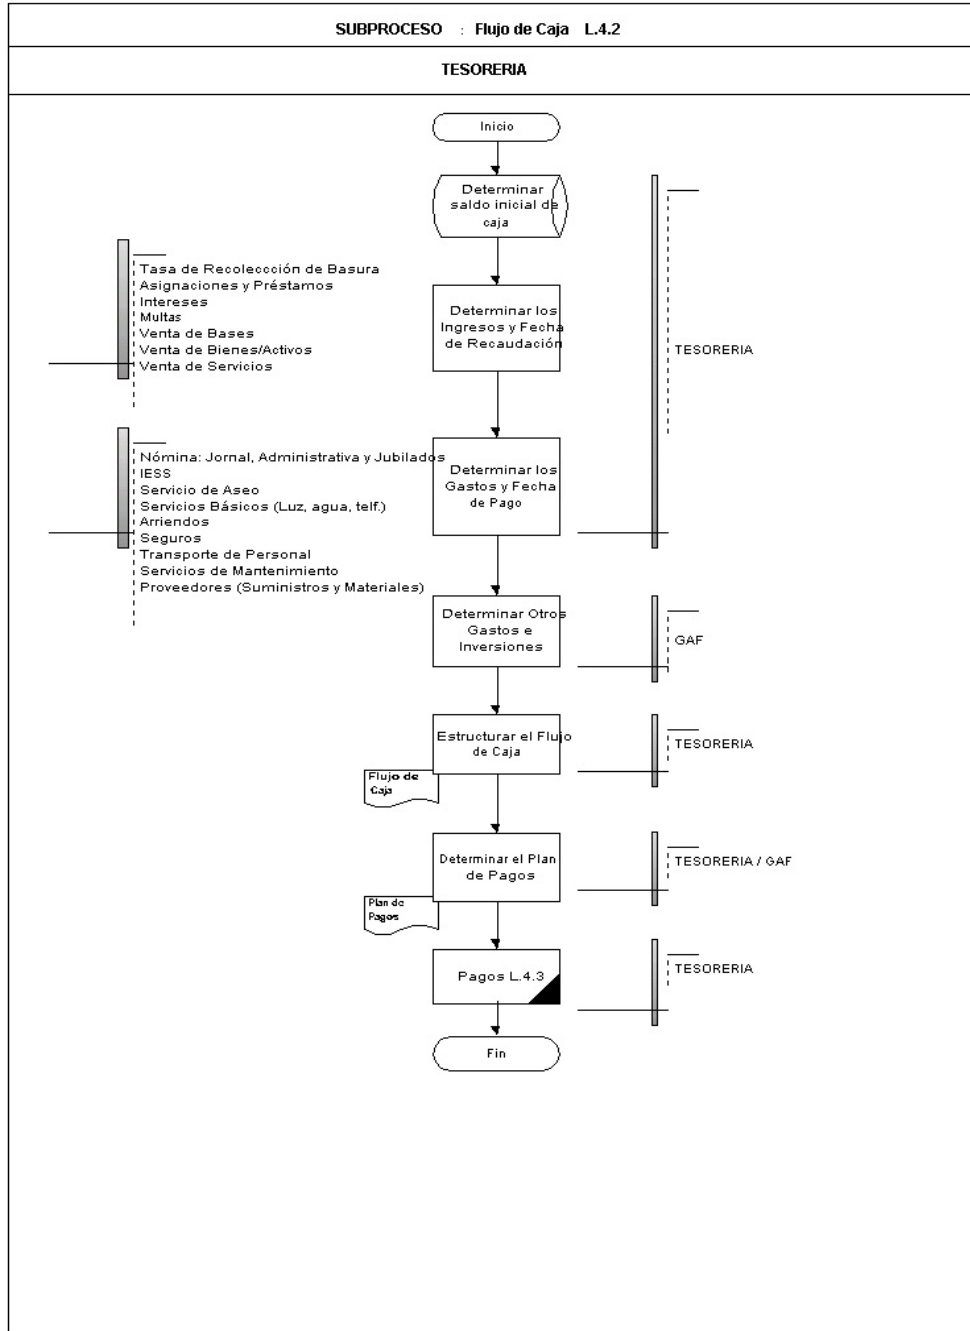 SUBPROCESO : Flujo de Caja L.4.2
TESORERIA
Inicio
Determinar
saldo inicial de
caja
Tasa de Recoleccción de Basura
Asignaciones y Préstamos
Intereses
Multas
Venta de Bases
Venta de Bienes/Activos
Venta de Servicios
Determinar los
Ingresos y Fecha
de Recaudación
TESORERIA
Nómina: Jornal, Administrativa y Jubilados
IESS
Servicio de Aseo
Servicios Básicos (Luz, agua, telf.)
Arriendos
Seguros
Transporte de Personal
Servicios de Mantenimiento
Proveedores (Suministros y Materiales)
Determinar los
Gastos y Fecha
de Pago
Determinar Otros
Gastos e
Inversiones
GAF
Estructurar el Flujo
de Caja
TESORERIA
Flujo de
Caja
Determinar el Plan
de Pagos
TESORERIA / GAF
Plan de
Pagos
Pagos L.4.3
TESORERIA
Fin